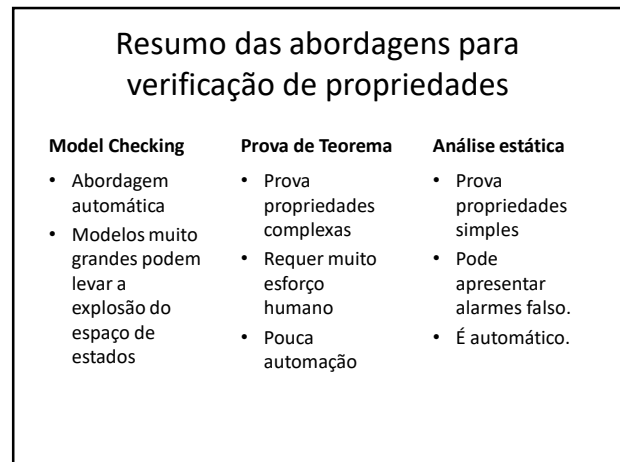 Resumo das abordagens para
verificação de propriedades
Model Checking
• Abordagem
automática
• Modelos muito
grandes podem
levar a
explosão do
espaço de
estados
Prova de Teorema
• Prova
propriedades
complexas
• Requer muito
esforço
humano
• Pouca
automação
Análise estática
• Prova
propriedades
simples
• Pode
apresentar
alarmes falso.
• É automático.